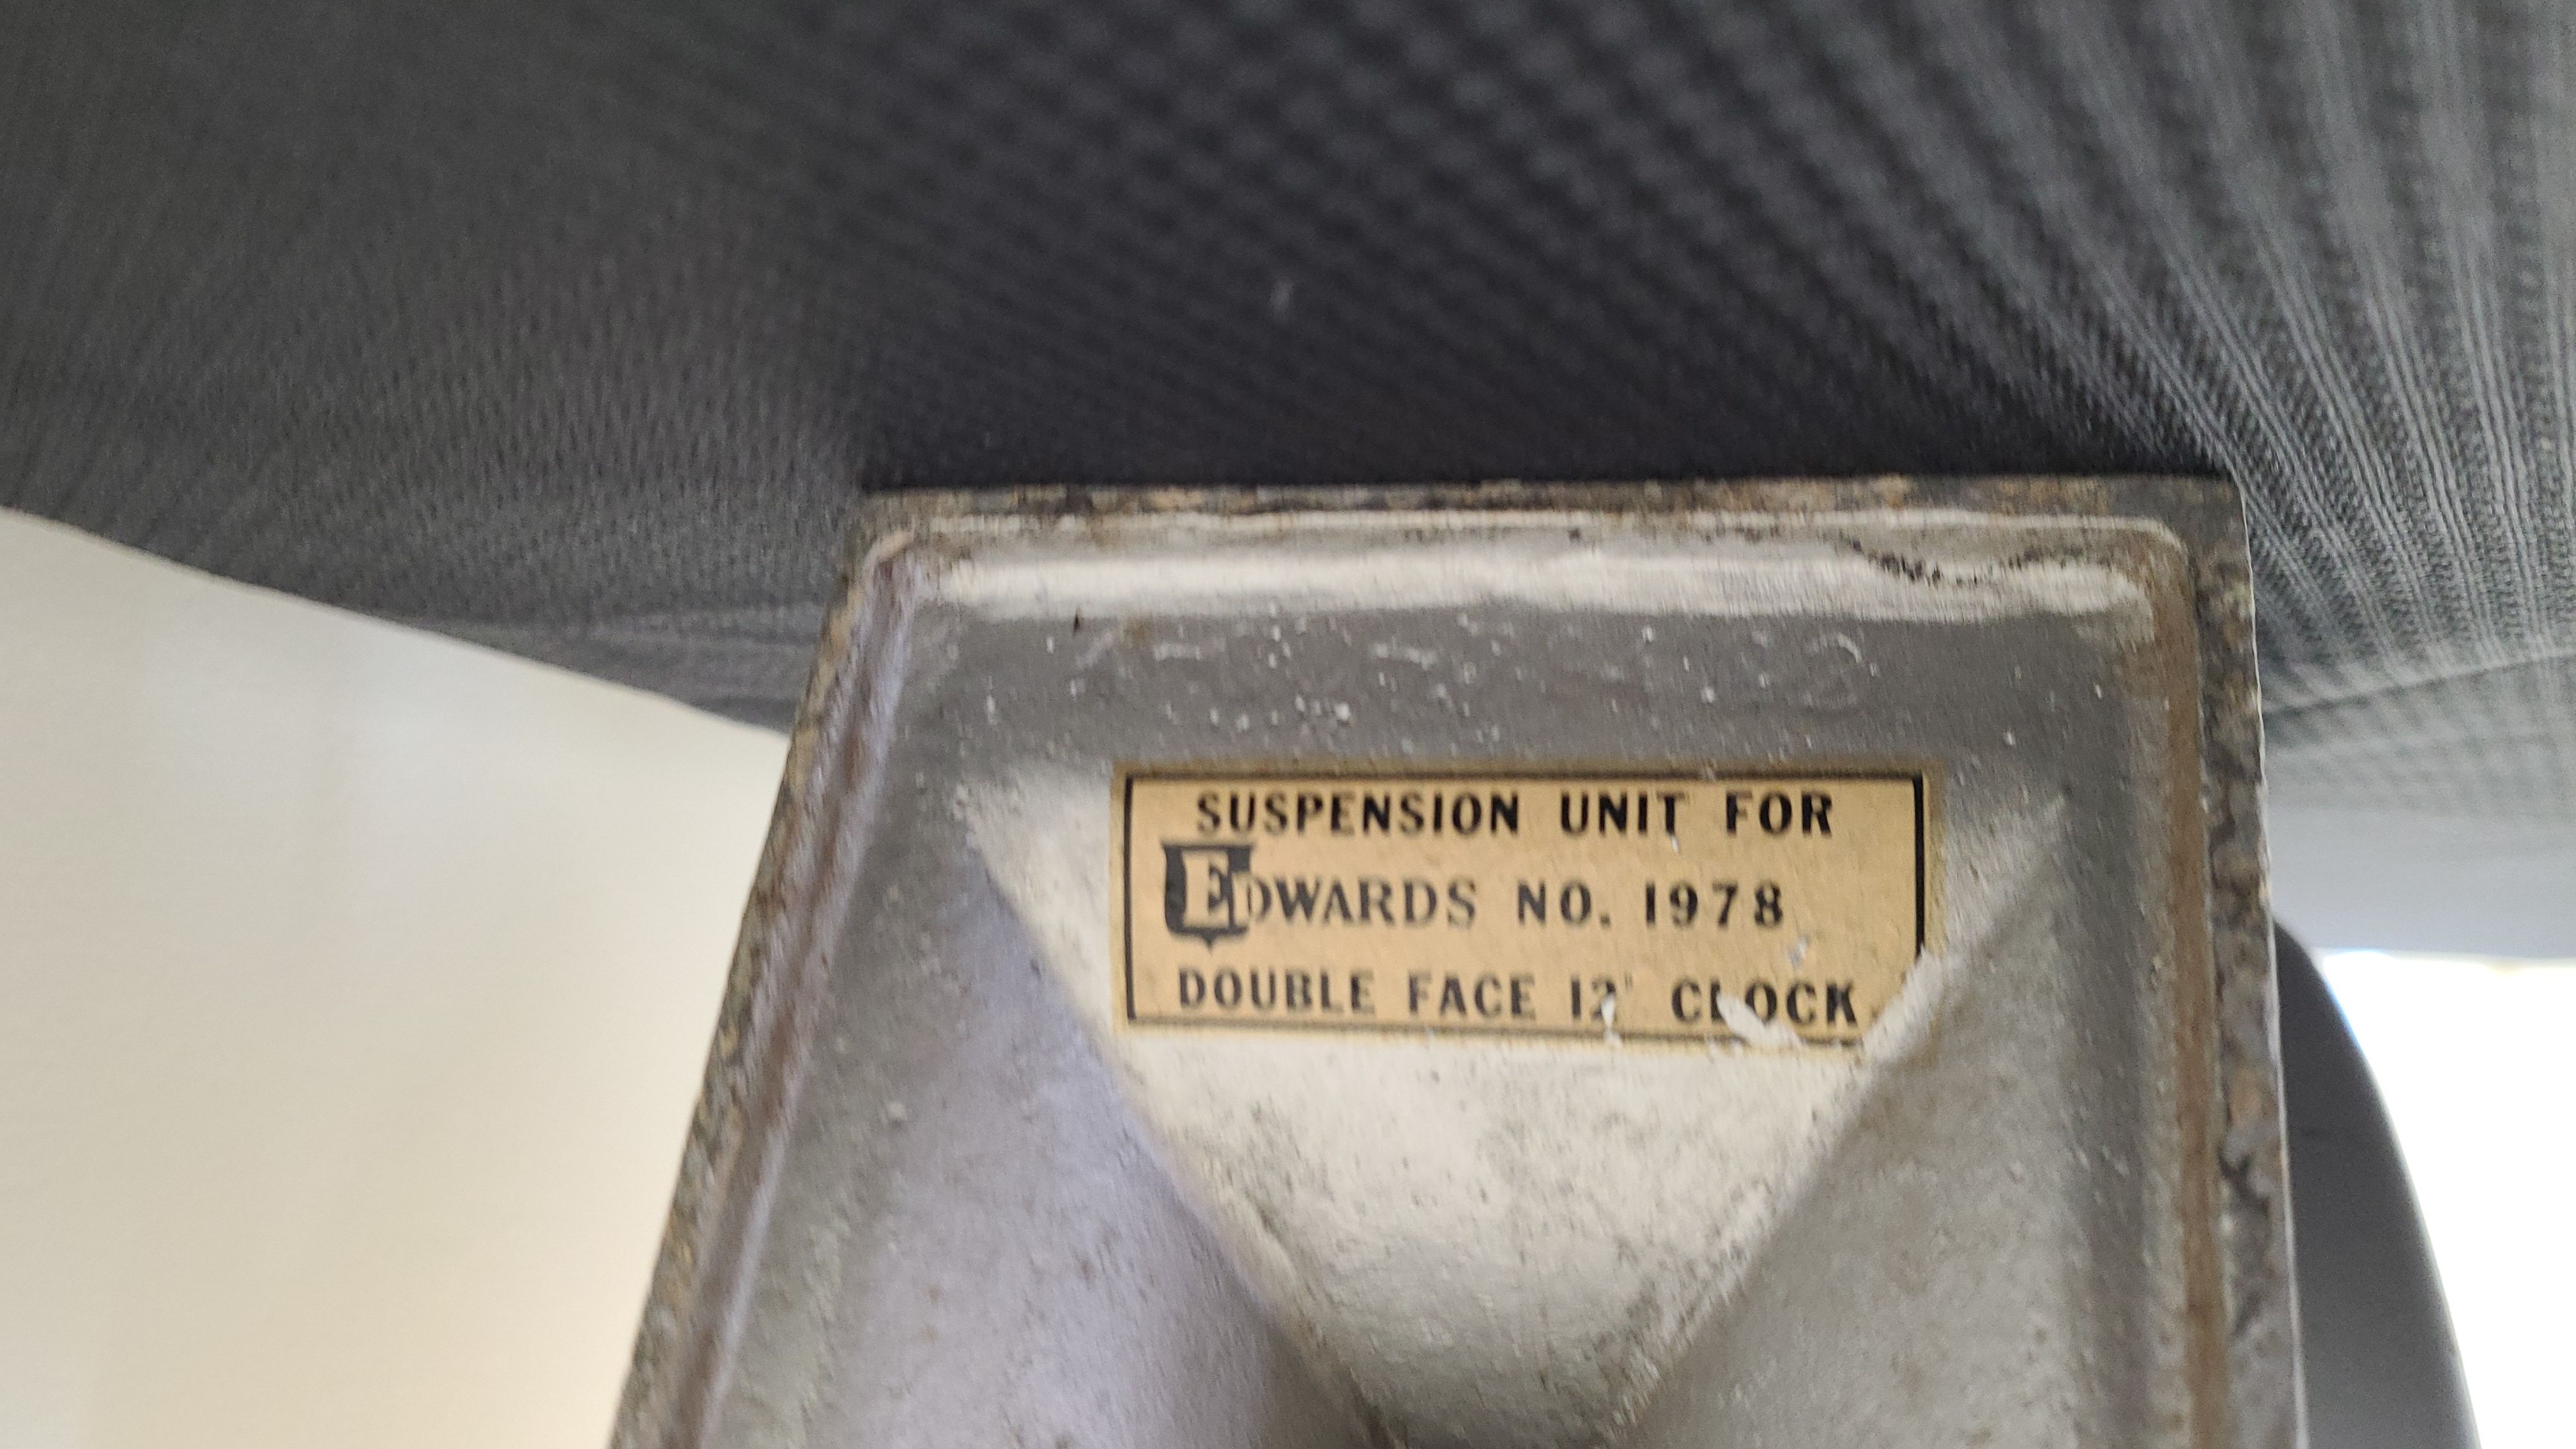 SUSPENSION UNIT FOR
EDWARDS NO. 1978
DOUBLE FACE 12" CLOCK